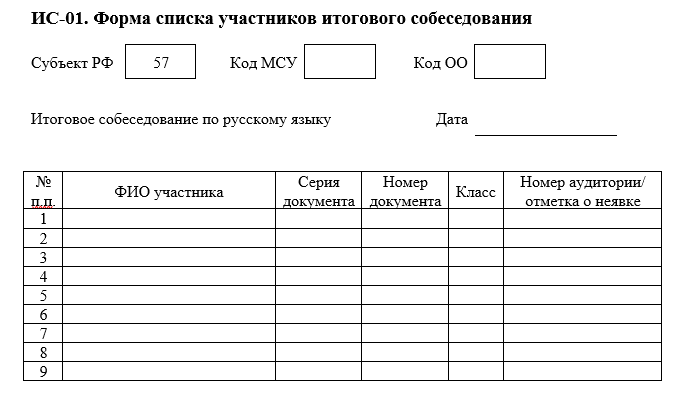 ИС-01. Форма списка участников итогового собеседования
Субъект РФ 57 Код МСУ Код ОО
Итоговое собеседование по русскому языку Дата
№ п.п. ФИО участника Серия документа Номер документа Класс Номер аудитории/ отметка о неявке
1
2
3
4
5
6
7
8
9